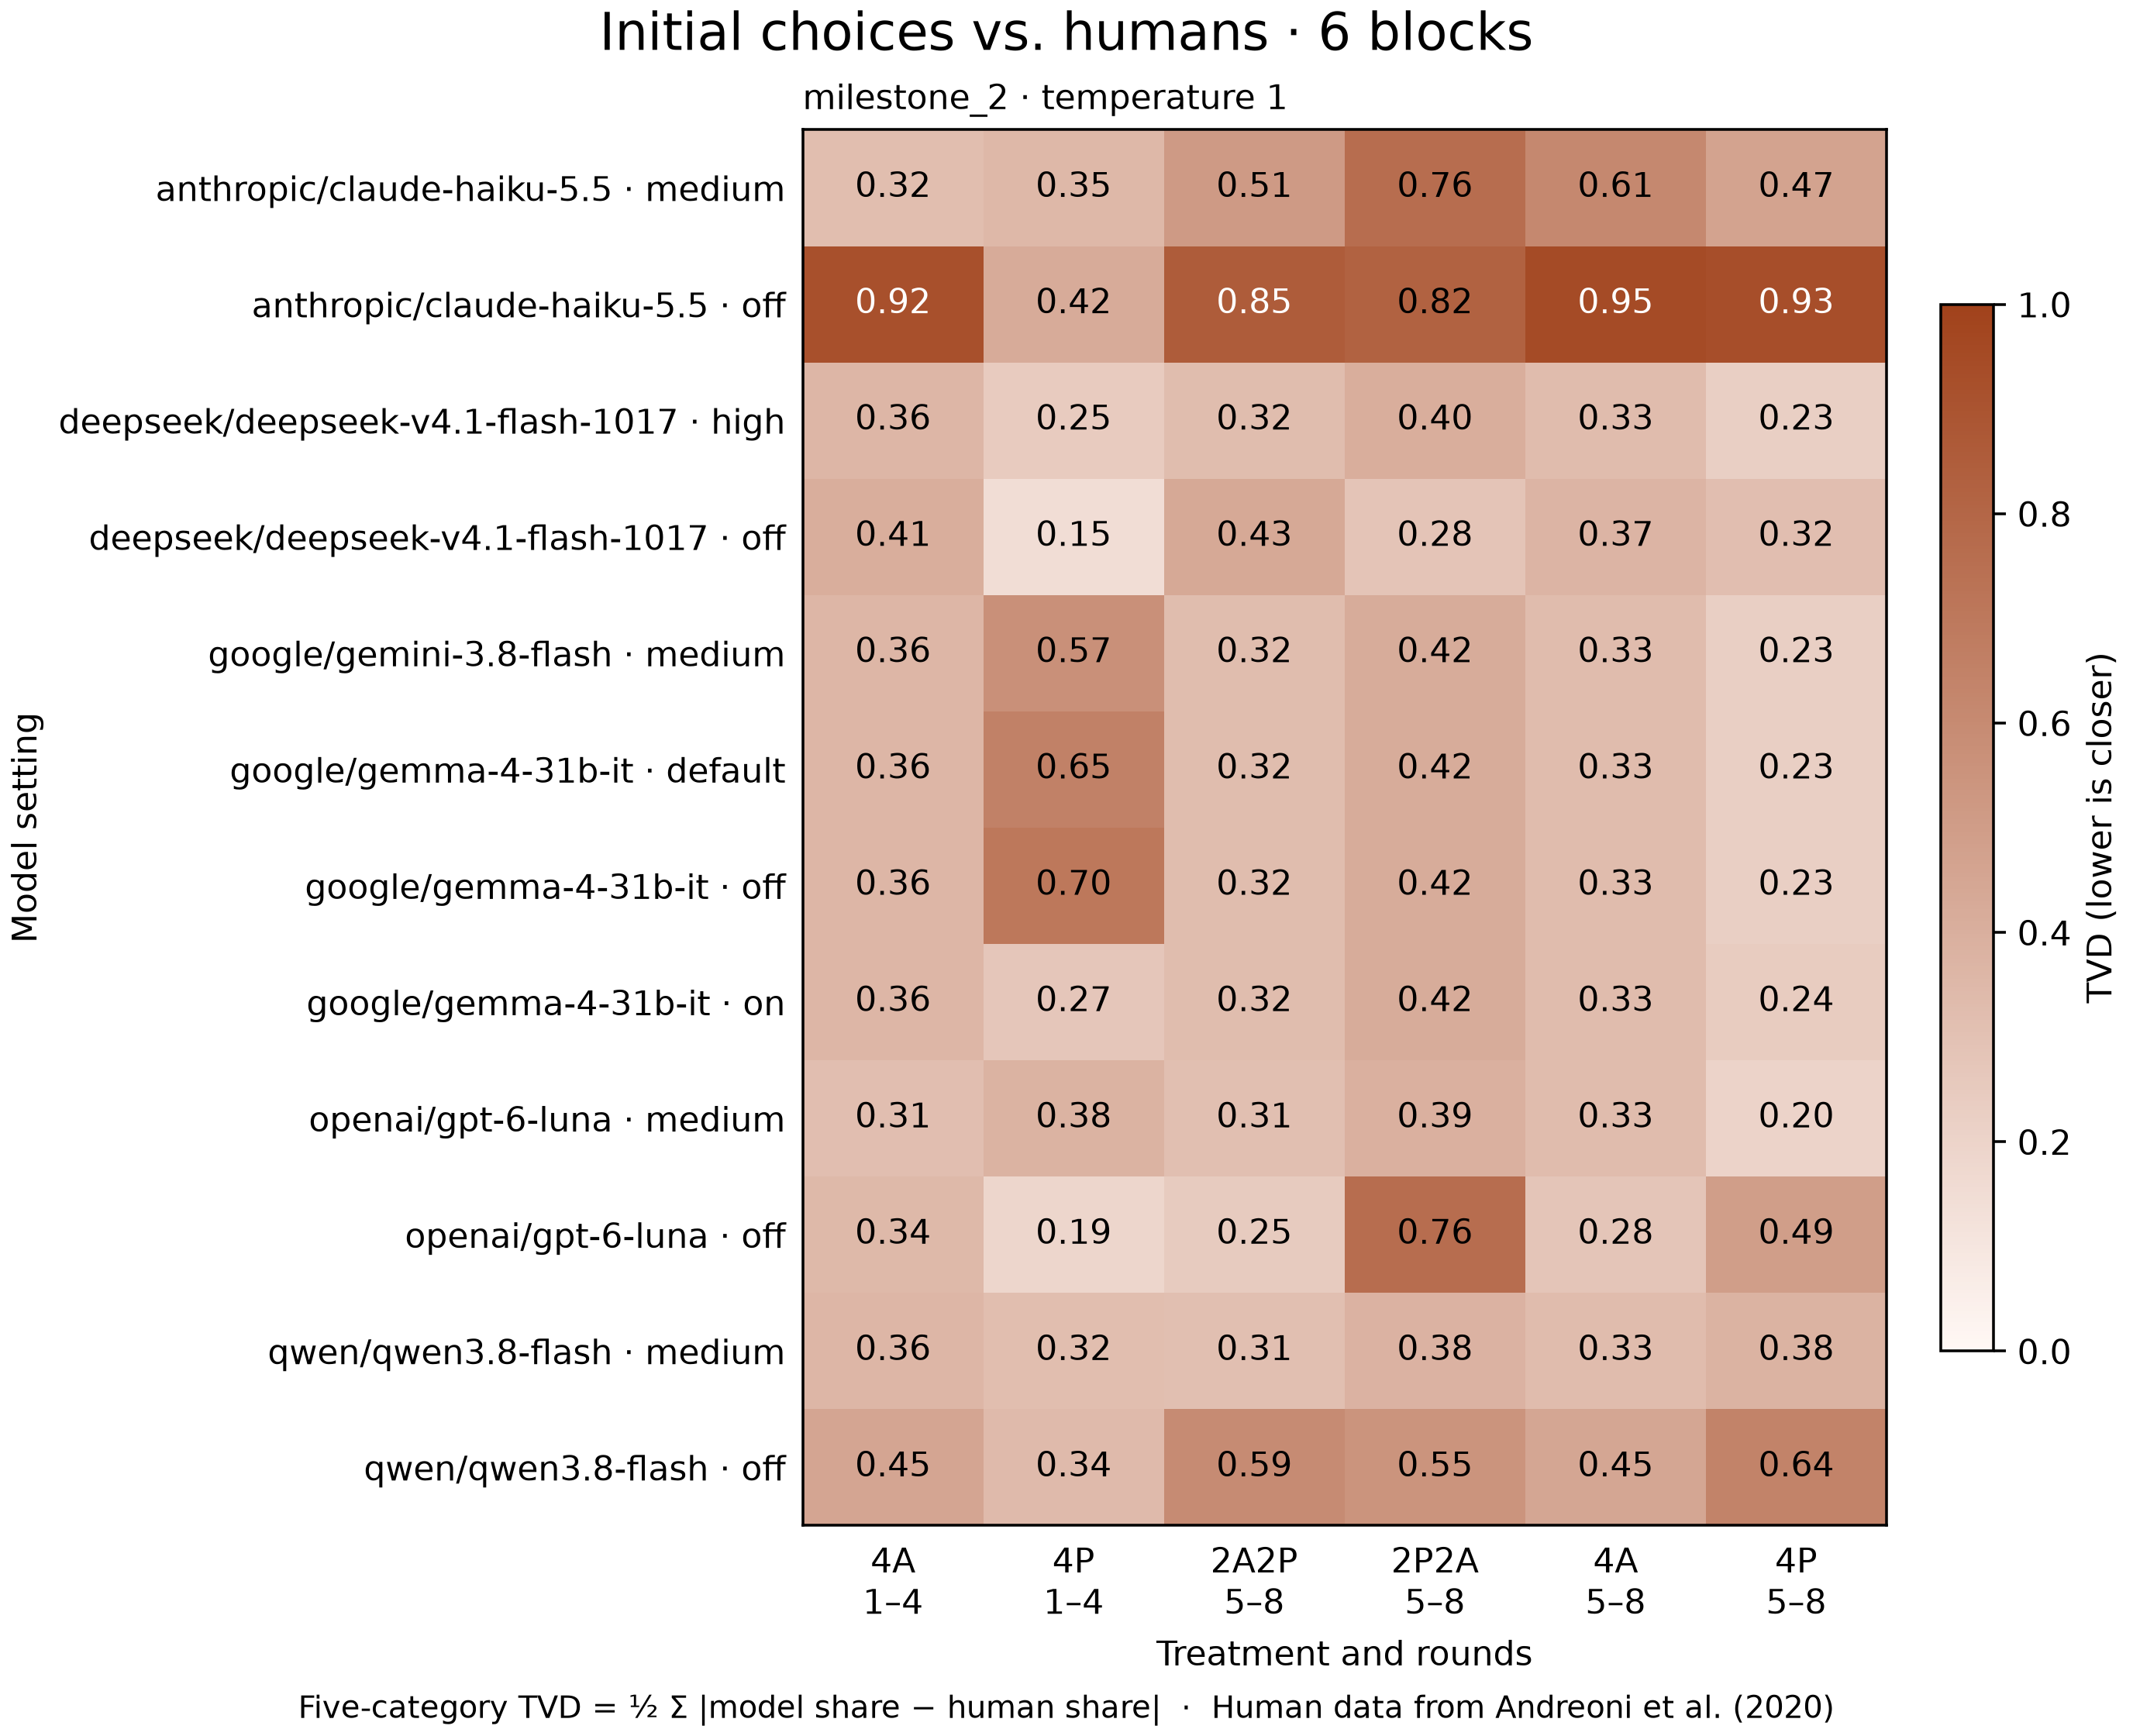 Initial choices vs. humans · 6 blocks
milestone_2 · temperature 1
anthropic/claude-haiku-5.5 · medium 0.32 0.35 0.51 0.76 0.61 0.47
anthropic/claude-haiku-5.5 · off 0.92 0.42 0.85 0.82 0.95 0.93
deepseek/deepseek-v4.1-flash-1017 · high 0.36 0.25 0.32 0.40 0.33 0.23
deepseek/deepseek-v4.1-flash-1017 · off 0.41 0.15 0.43 0.28 0.37 0.32
google/gemini-3.8-flash · medium 0.36 0.57 0.32 0.42 0.33 0.23
google/gemma-4-31b-it · default 0.36 0.65 0.32 0.42 0.33 0.23
google/gemma-4-31b-it · off 0.36 0.70 0.32 0.42 0.33 0.23
google/gemma-4-31b-it · on 0.36 0.27 0.32 0.42 0.33 0.24
openai/gpt-6-luna · medium 0.31 0.38 0.31 0.39 0.33 0.20
openai/gpt-6-luna · off 0.34 0.19 0.25 0.76 0.28 0.49
qwen/qwen3.8-flash · medium 0.36 0.32 0.31 0.38 0.33 0.38
qwen/qwen3.8-flash · off 0.45 0.34 0.59 0.55 0.45 0.64
Model setting
4A 4P 2A2P 2P2A 4A 4P
1–4 1–4 5–8 5–8 5–8 5–8
Treatment and rounds
1.0
0.8
0.6
0.4
0.2
0.0
TVD (lower is closer)
Five-category TVD = ½ Σ |model share − human share| · Human data from Andreoni et al. (2020)